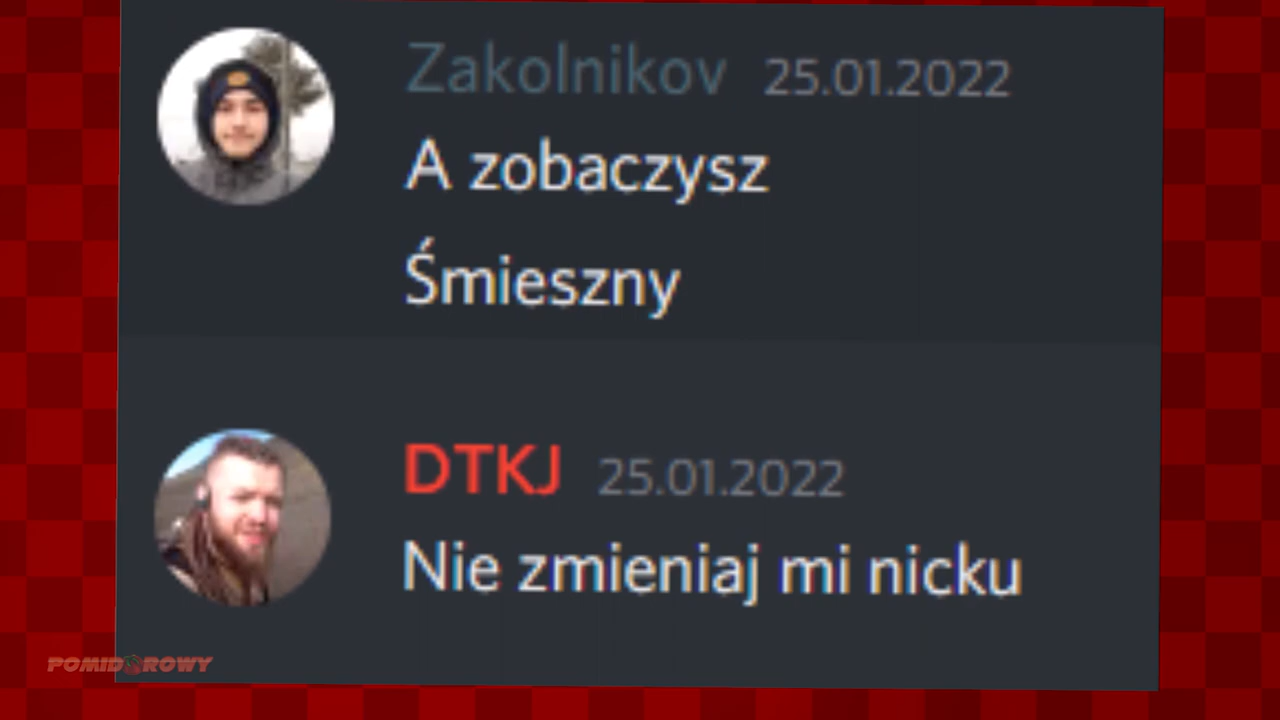 Zakolnikov 25.01.2022
A zobaczysz
Śmieszny
DTKJ 25.01.2022
Nie zmieniaj mi nicku
POMIDOROWY